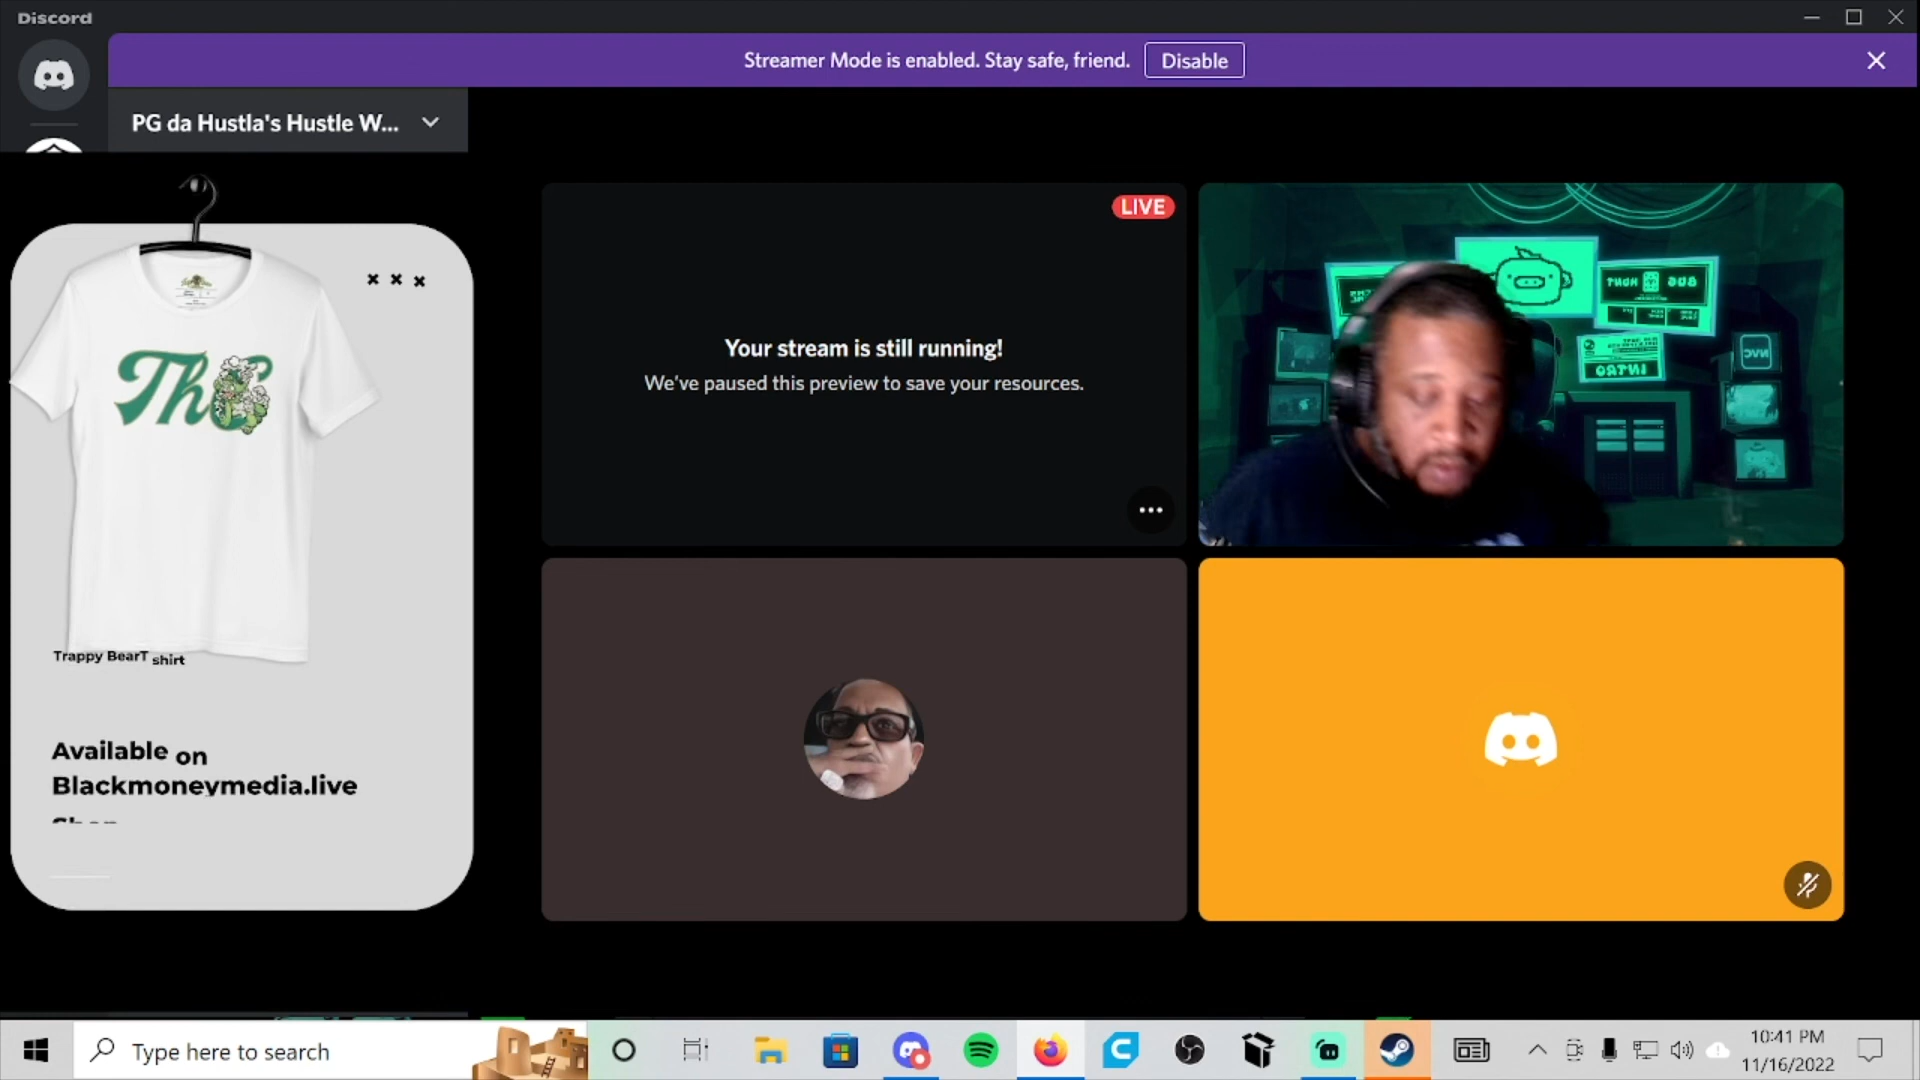 Discord
Streamer Mode is enabled. Stay safe, friend.
Disable
PG da Hustla's Hustle W...
LIVE
Your stream is still running!
We've paused this preview to save your resources.
The
Trappy BearT shirt
Available on
Blackmoneymedia.live
Type here to search
10:41 PM
11/16/2022